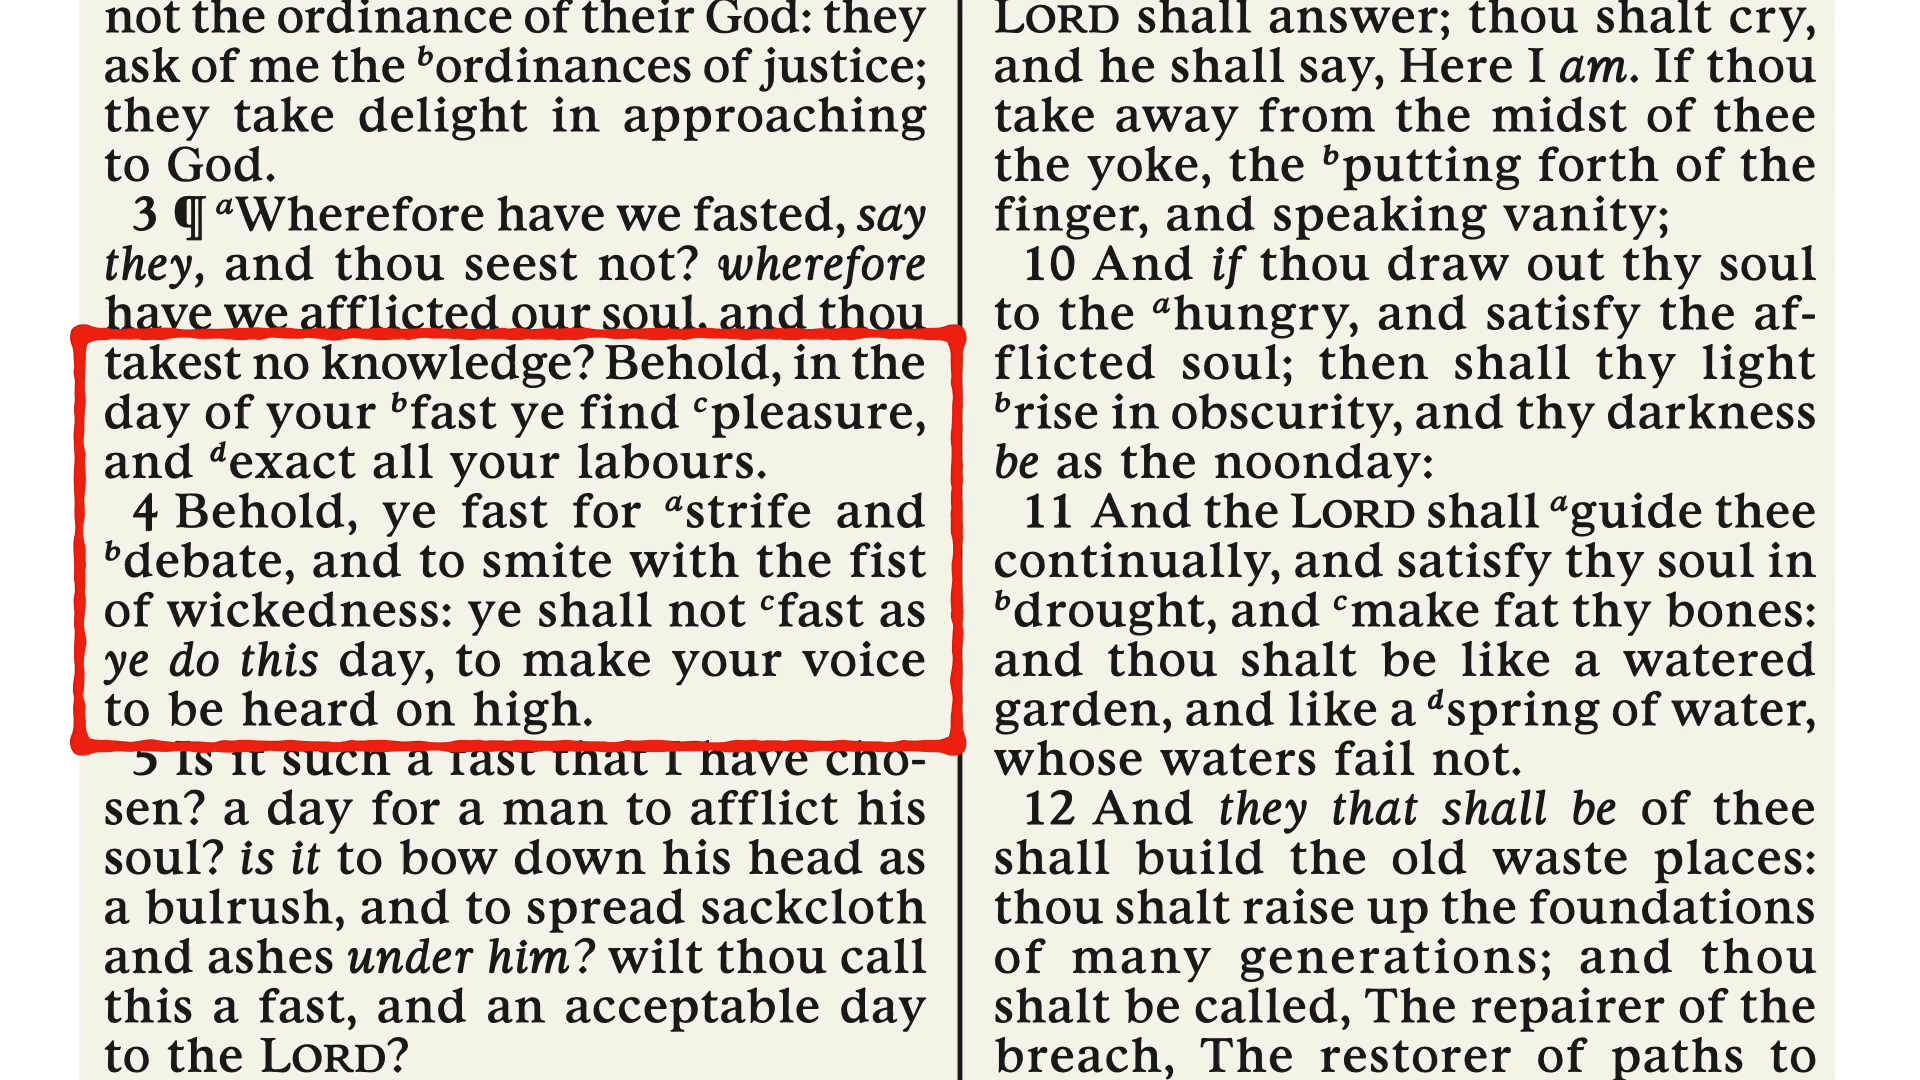 not the ordinance of their God: they
ask of me the bordinances of justice;
they take delight in approaching
to God.
3 ¶ aWherefore have we fasted, say
they, and thou seest not? wherefore
have we afflicted our soul, and thou
takest no knowledge? Behold, in the
day of your bfast ye find cpleasure,
and dexact all your labours.
4 Behold, ye fast for astrife and
bdebate, and to smite with the fist
of wickedness: ye shall not cfast as
ye do this day, to make your voice
to be heard on high.
5 Is it such a fast that I have cho-
sen? a day for a man to afflict his
soul? is it to bow down his head as
a bulrush, and to spread sackcloth
and ashes under him? wilt thou call
this a fast, and an acceptable day
to the LORD?
LORD shall answer; thou shalt cry,
and he shall say, Here I am. If thou
take away from the midst of thee
the yoke, the bputting forth of the
finger, and speaking vanity;
10 And if thou draw out thy soul
to the ahungry, and satisfy the af-
flicted soul; then shall thy light
brise in obscurity, and thy darkness
be as the noonday:
11 And the LORD shall aguide thee
continually, and satisfy thy soul in
bdrought, and cmake fat thy bones:
and thou shalt be like a watered
garden, and like a dspring of water,
whose waters fail not.
12 And they that shall be of thee
shall build the old waste places:
thou shalt raise up the foundations
of many generations; and thou
shalt be called, The repairer of the
breach, The restorer of paths to